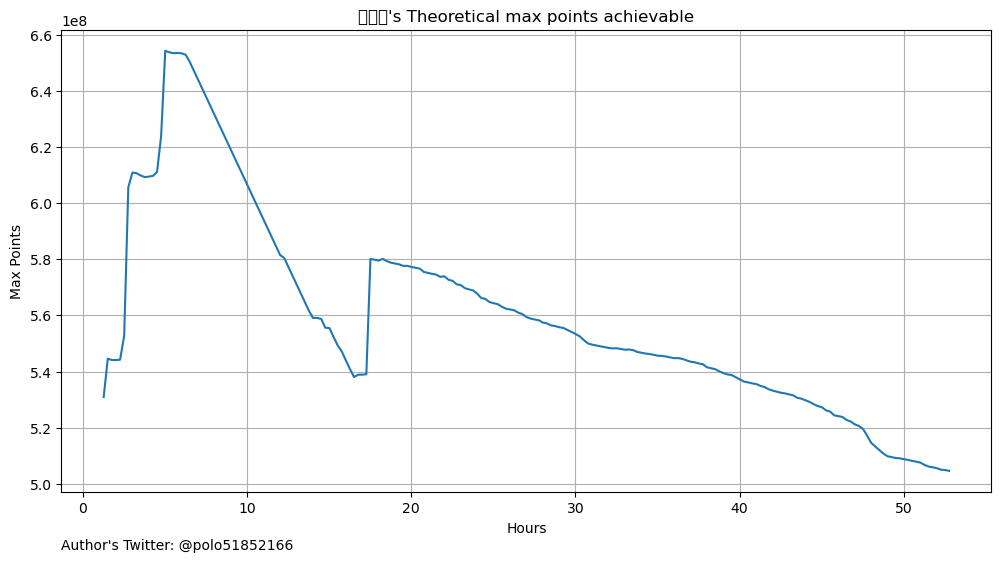 's Theoretical max points achievable
1e8
6.6
6.4
6.2
6.0
5.8
5.6
5.4
5.2
5.0
Max Points
0 10 20 30 40 50
Hours
Author's Twitter: @polo51852166